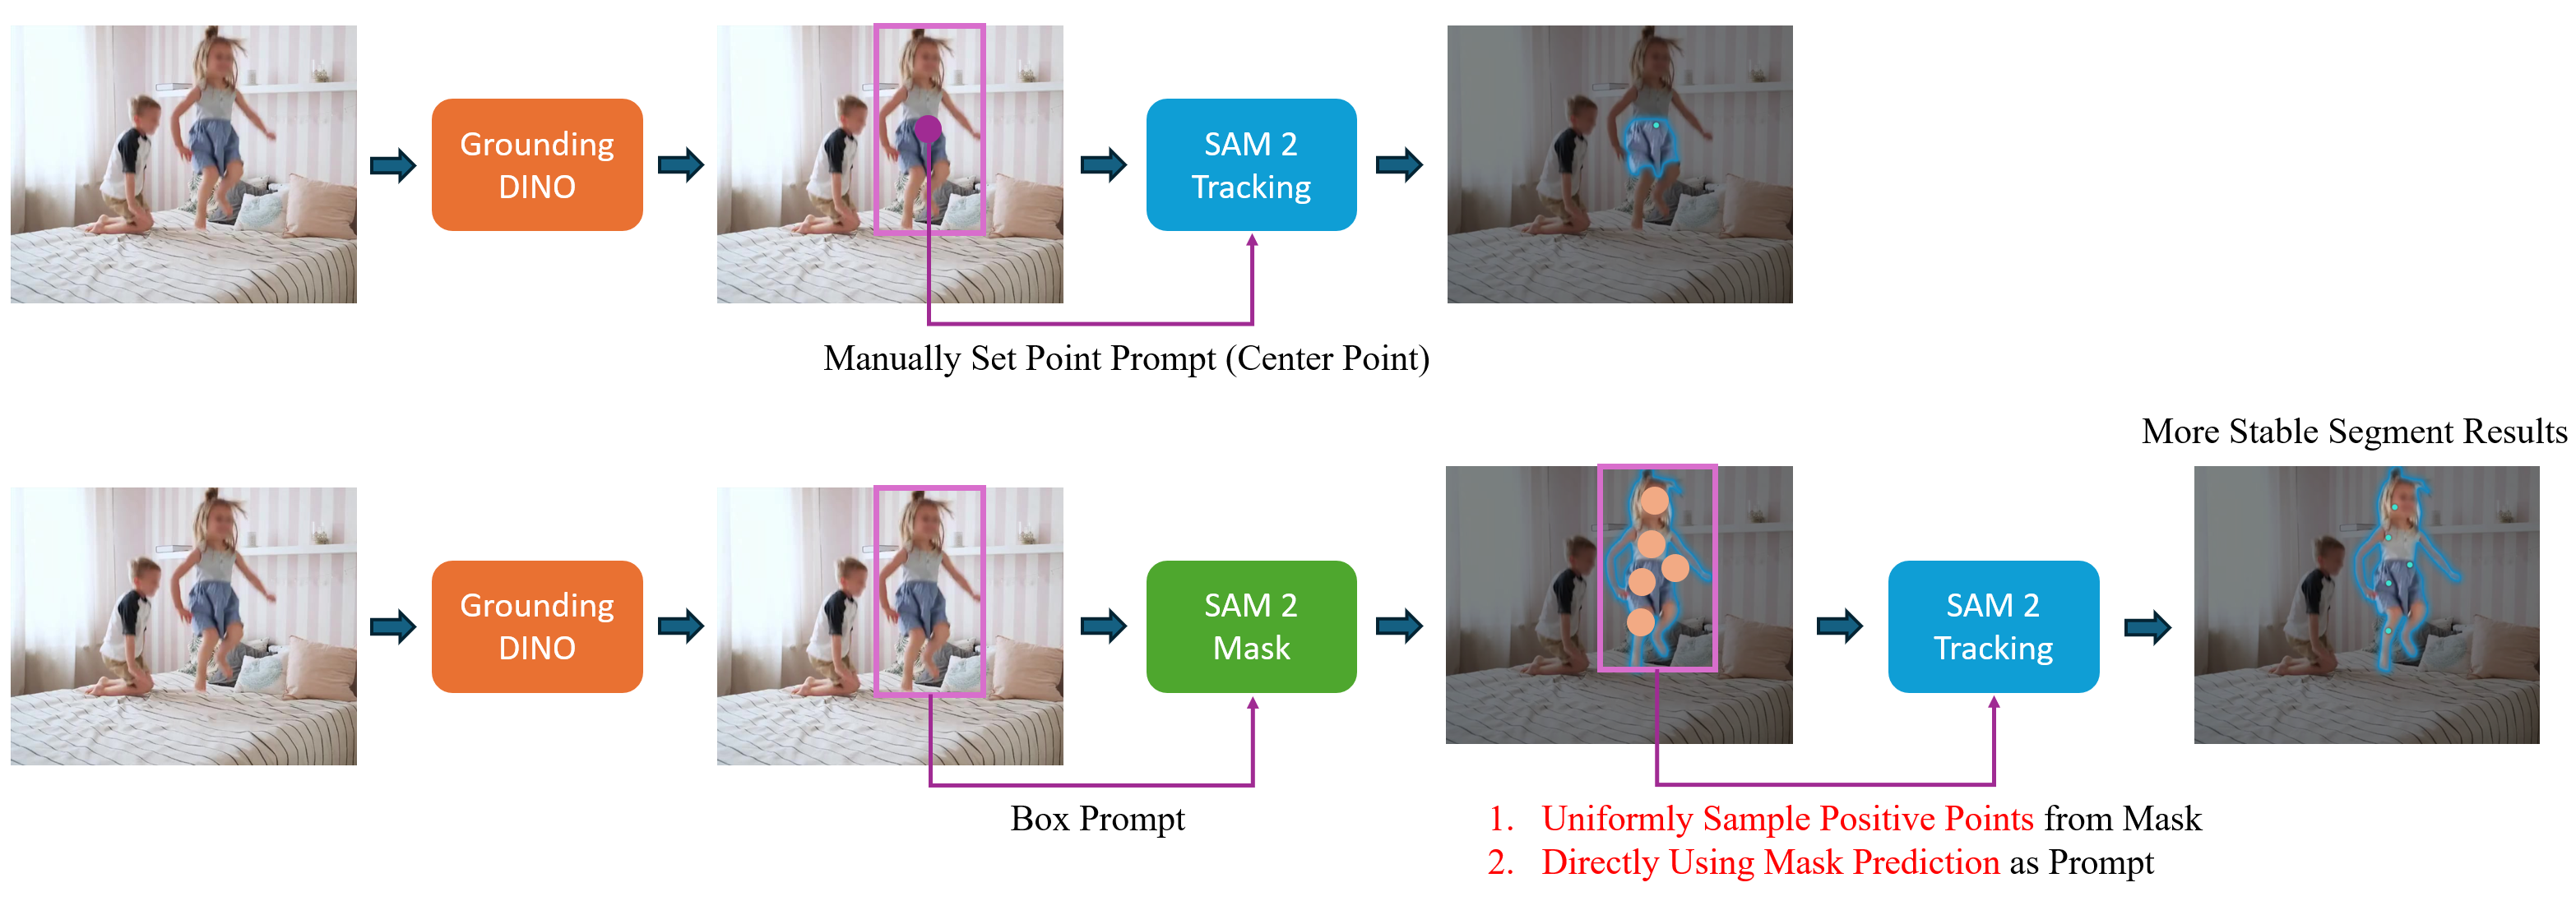 Grounding
DINO
SAM 2
Tracking
Manually Set Point Prompt (Center Point)
More Stable Segment Results
Grounding
DINO
SAM 2
Mask
SAM 2
Tracking
Box Prompt
1. Uniformly Sample Positive Points from Mask
2. Directly Using Mask Prediction as Prompt